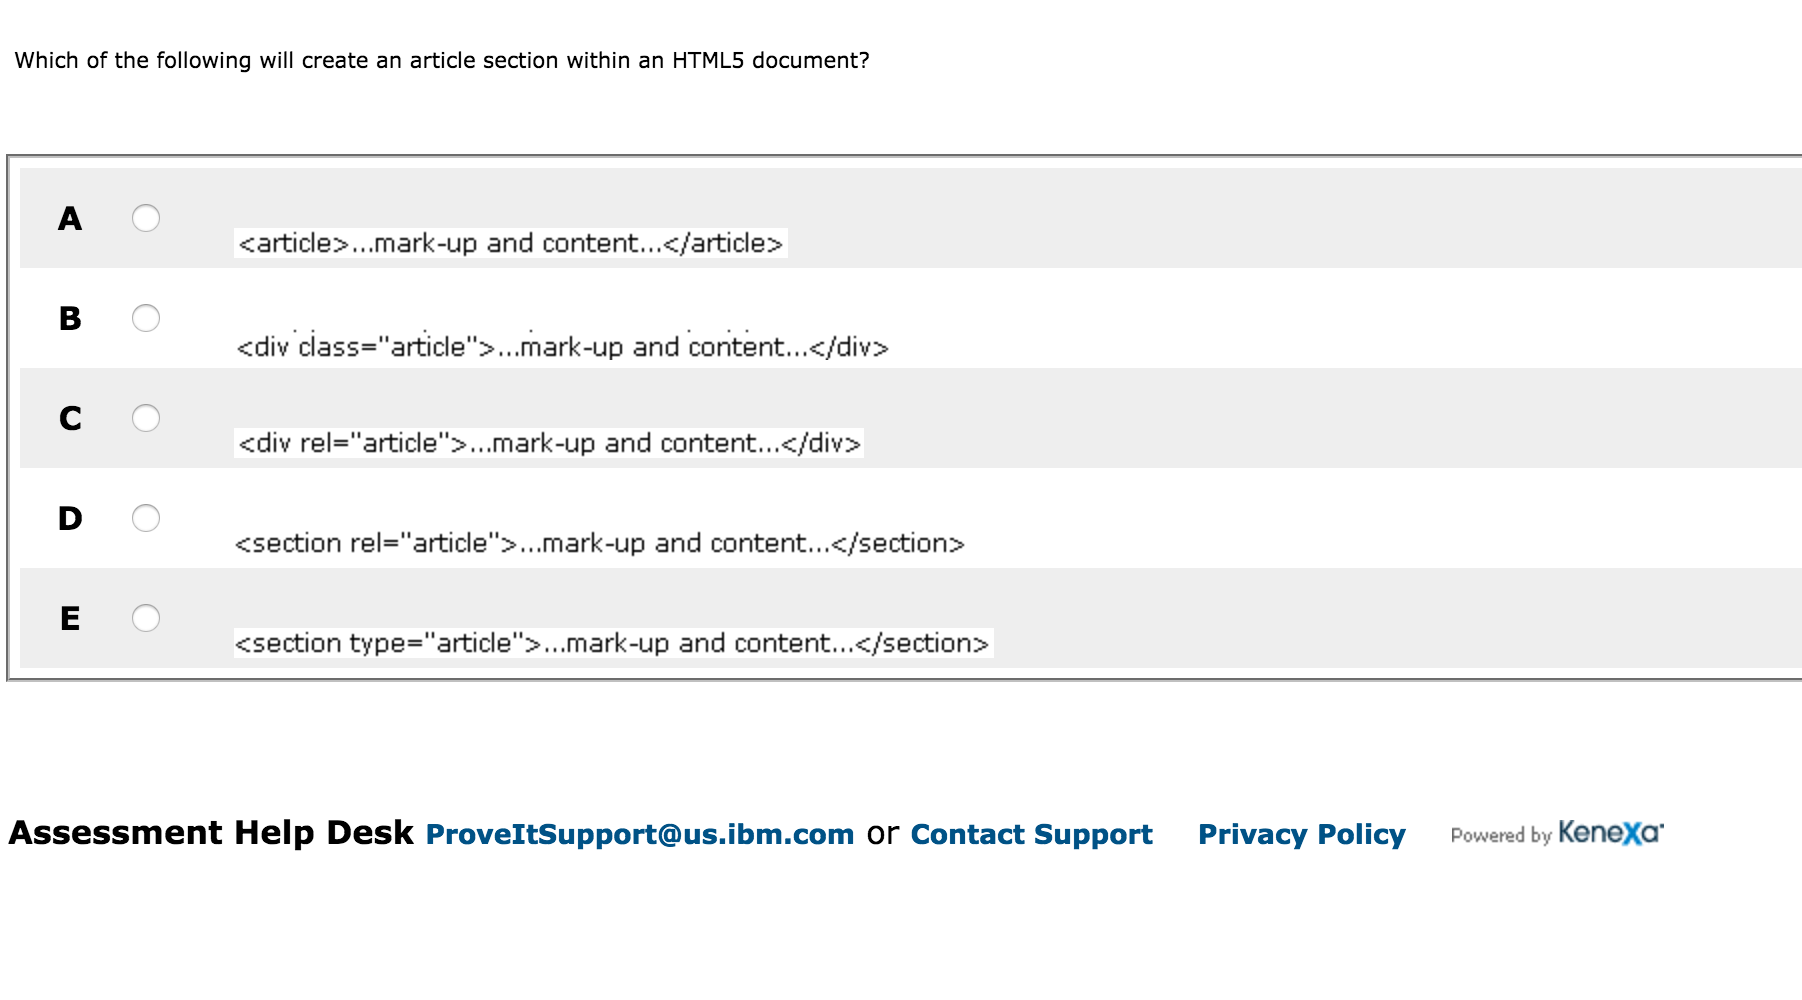 Which of the following will create an article section within an HTML5 document?
A
<article>...mark-up and content...</article>
B
<div class="article">...mark-up and content...</div>
C
<div rel="article">...mark-up and content...</div>
D
<section rel="article">...mark-up and content...</section>
E
<section type="article">...mark-up and content...</section>
Assessment Help Desk ProveItSupport@us.ibm.com or Contact Support Privacy Policy Powered by Kenexa